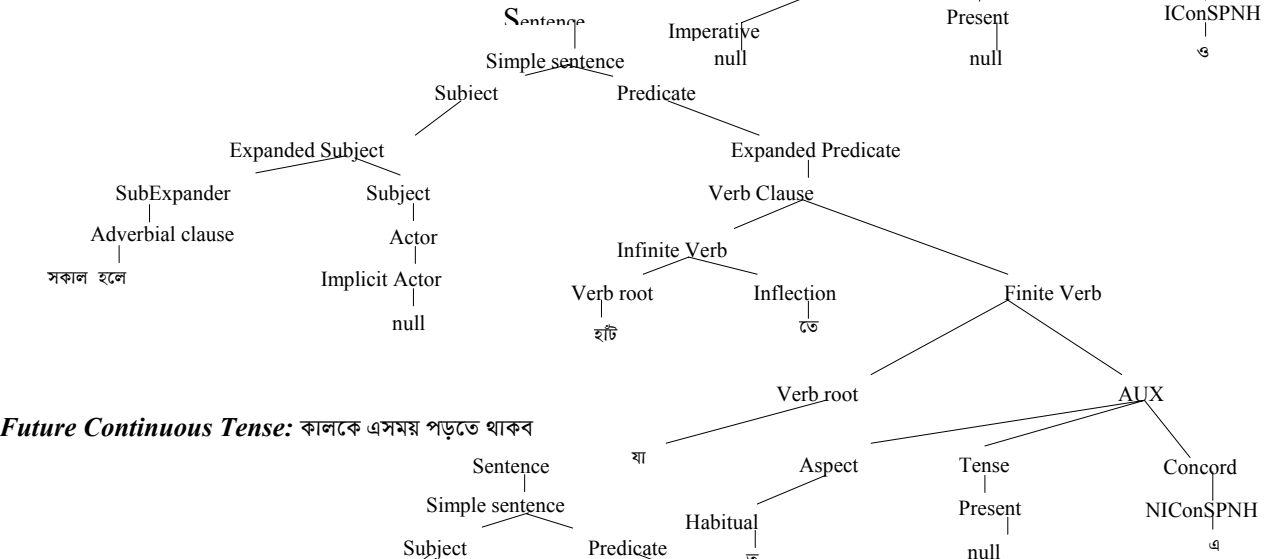 Sentence Imperative Present IConSPNH
Simple sentence null null ও
Subject Predicate
Expanded Subject Expanded Predicate
SubExpander Subject Verb Clause
Adverbial clause Actor Infinite Verb
সকাল হলে Implicit Actor Verb root Inflection Finite Verb
null হাঁট তে
Verb root AUX
Future Continuous Tense: কালকে এসময় পড়তে থাকব
Sentence যা Aspect Tense Concord
Simple sentence Habitual Present NIConSPNH
Subject Predicate ত null এ